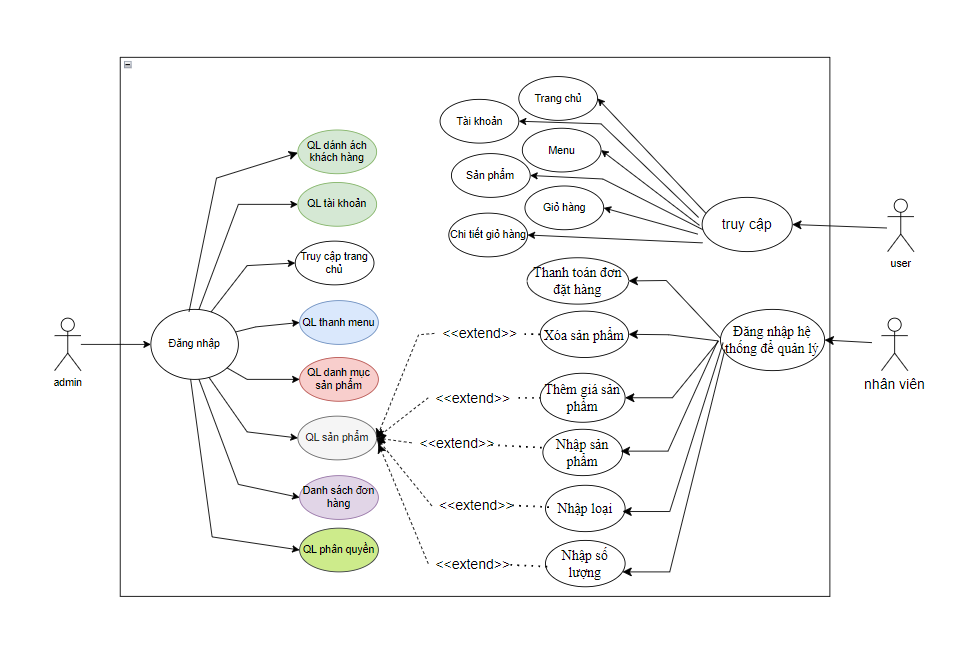 Trang chủ
Tài khoản
Menu
Sản phẩm
Giỏ hàng
Chi tiết giỏ hàng
truy cập
user
QL dánh ách
khách hàng
QL tài khoản
Truy cập trang
chủ
QL thanh menu
QL danh mục
sản phẩm
QL sản phẩm
Danh sách đơn
hàng
QL phân quyền
Đăng nhập
admin
Thanh toán đơn
đặt hàng
<<extend>>
Xóa sản phẩm
<<extend>>
Thêm giá sản
phẩm
<<extend>>
Nhập sản
phẩm
<<extend>>
Nhập loại
<<extend>>
Nhập số
lượng
Đăng nhập hệ
thống để quản lý
nhân viên